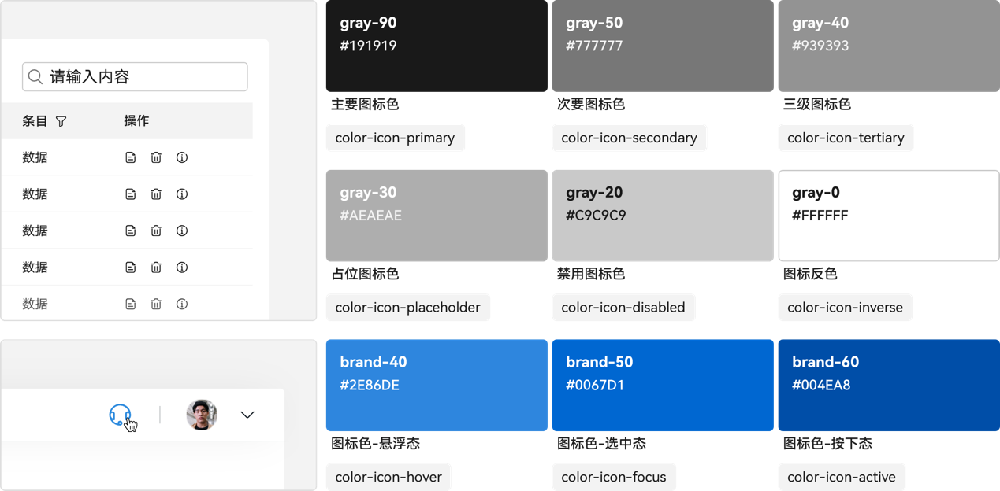 请输入内容
条目 操作
数据
数据
数据
数据
数据
gray-90
#191919
主要图标色
color-icon-primary
gray-50
#777777
次要图标色
color-icon-secondary
gray-40
#939393
三级图标色
color-icon-tertiary
gray-30
#AEAEAE
占位图标色
color-icon-placeholder
gray-20
#C9C9C9
禁用图标色
color-icon-disabled
gray-0
#FFFFFF
图标反色
color-icon-inverse
brand-40
#2E86DE
图标色-悬浮态
color-icon-hover
brand-50
#0067D1
图标色-选中态
color-icon-focus
brand-60
#004EA8
图标色-按下态
color-icon-active